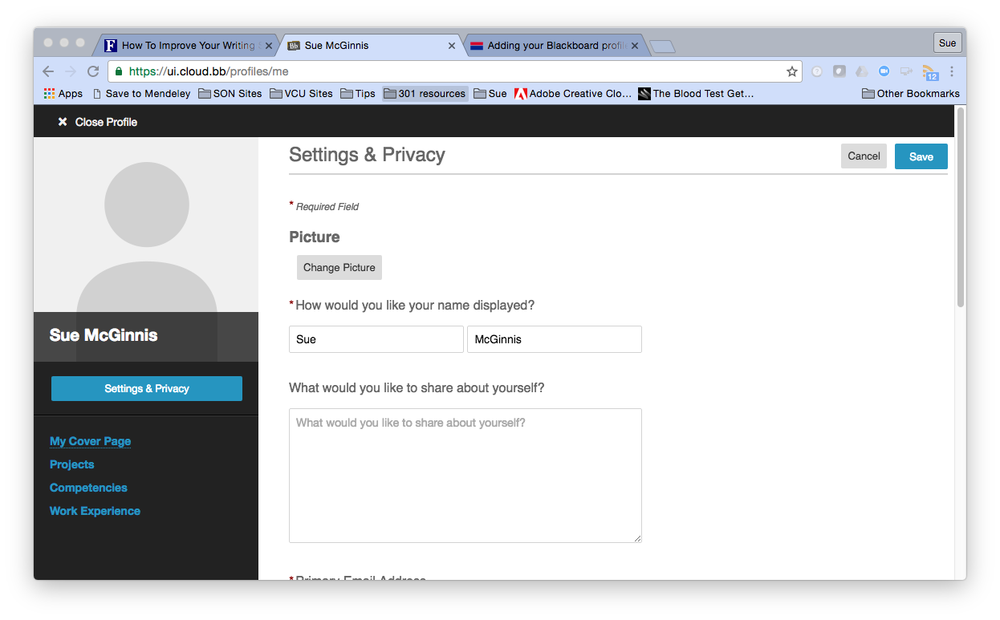 How To Improve Your Writing
Sue McGinnis
Adding your Blackboard profil
Sue
https://ui.cloud.bb/profiles/me
12
Apps
Save to Mendeley
SON Sites
VCU Sites
Tips
301 resources
Sue
Adobe Creative Clo...
The Blood Test Get...
Other Bookmarks
Close Profile
Settings & Privacy
Cancel
Save
* Required Field
Picture
Change Picture
* How would you like your name displayed?
Sue
McGinnis
What would you like to share about yourself?
What would you like to share about yourself?
* Primary Email Address
Sue McGinnis
Settings & Privacy
My Cover Page
Projects
Competencies
Work Experience